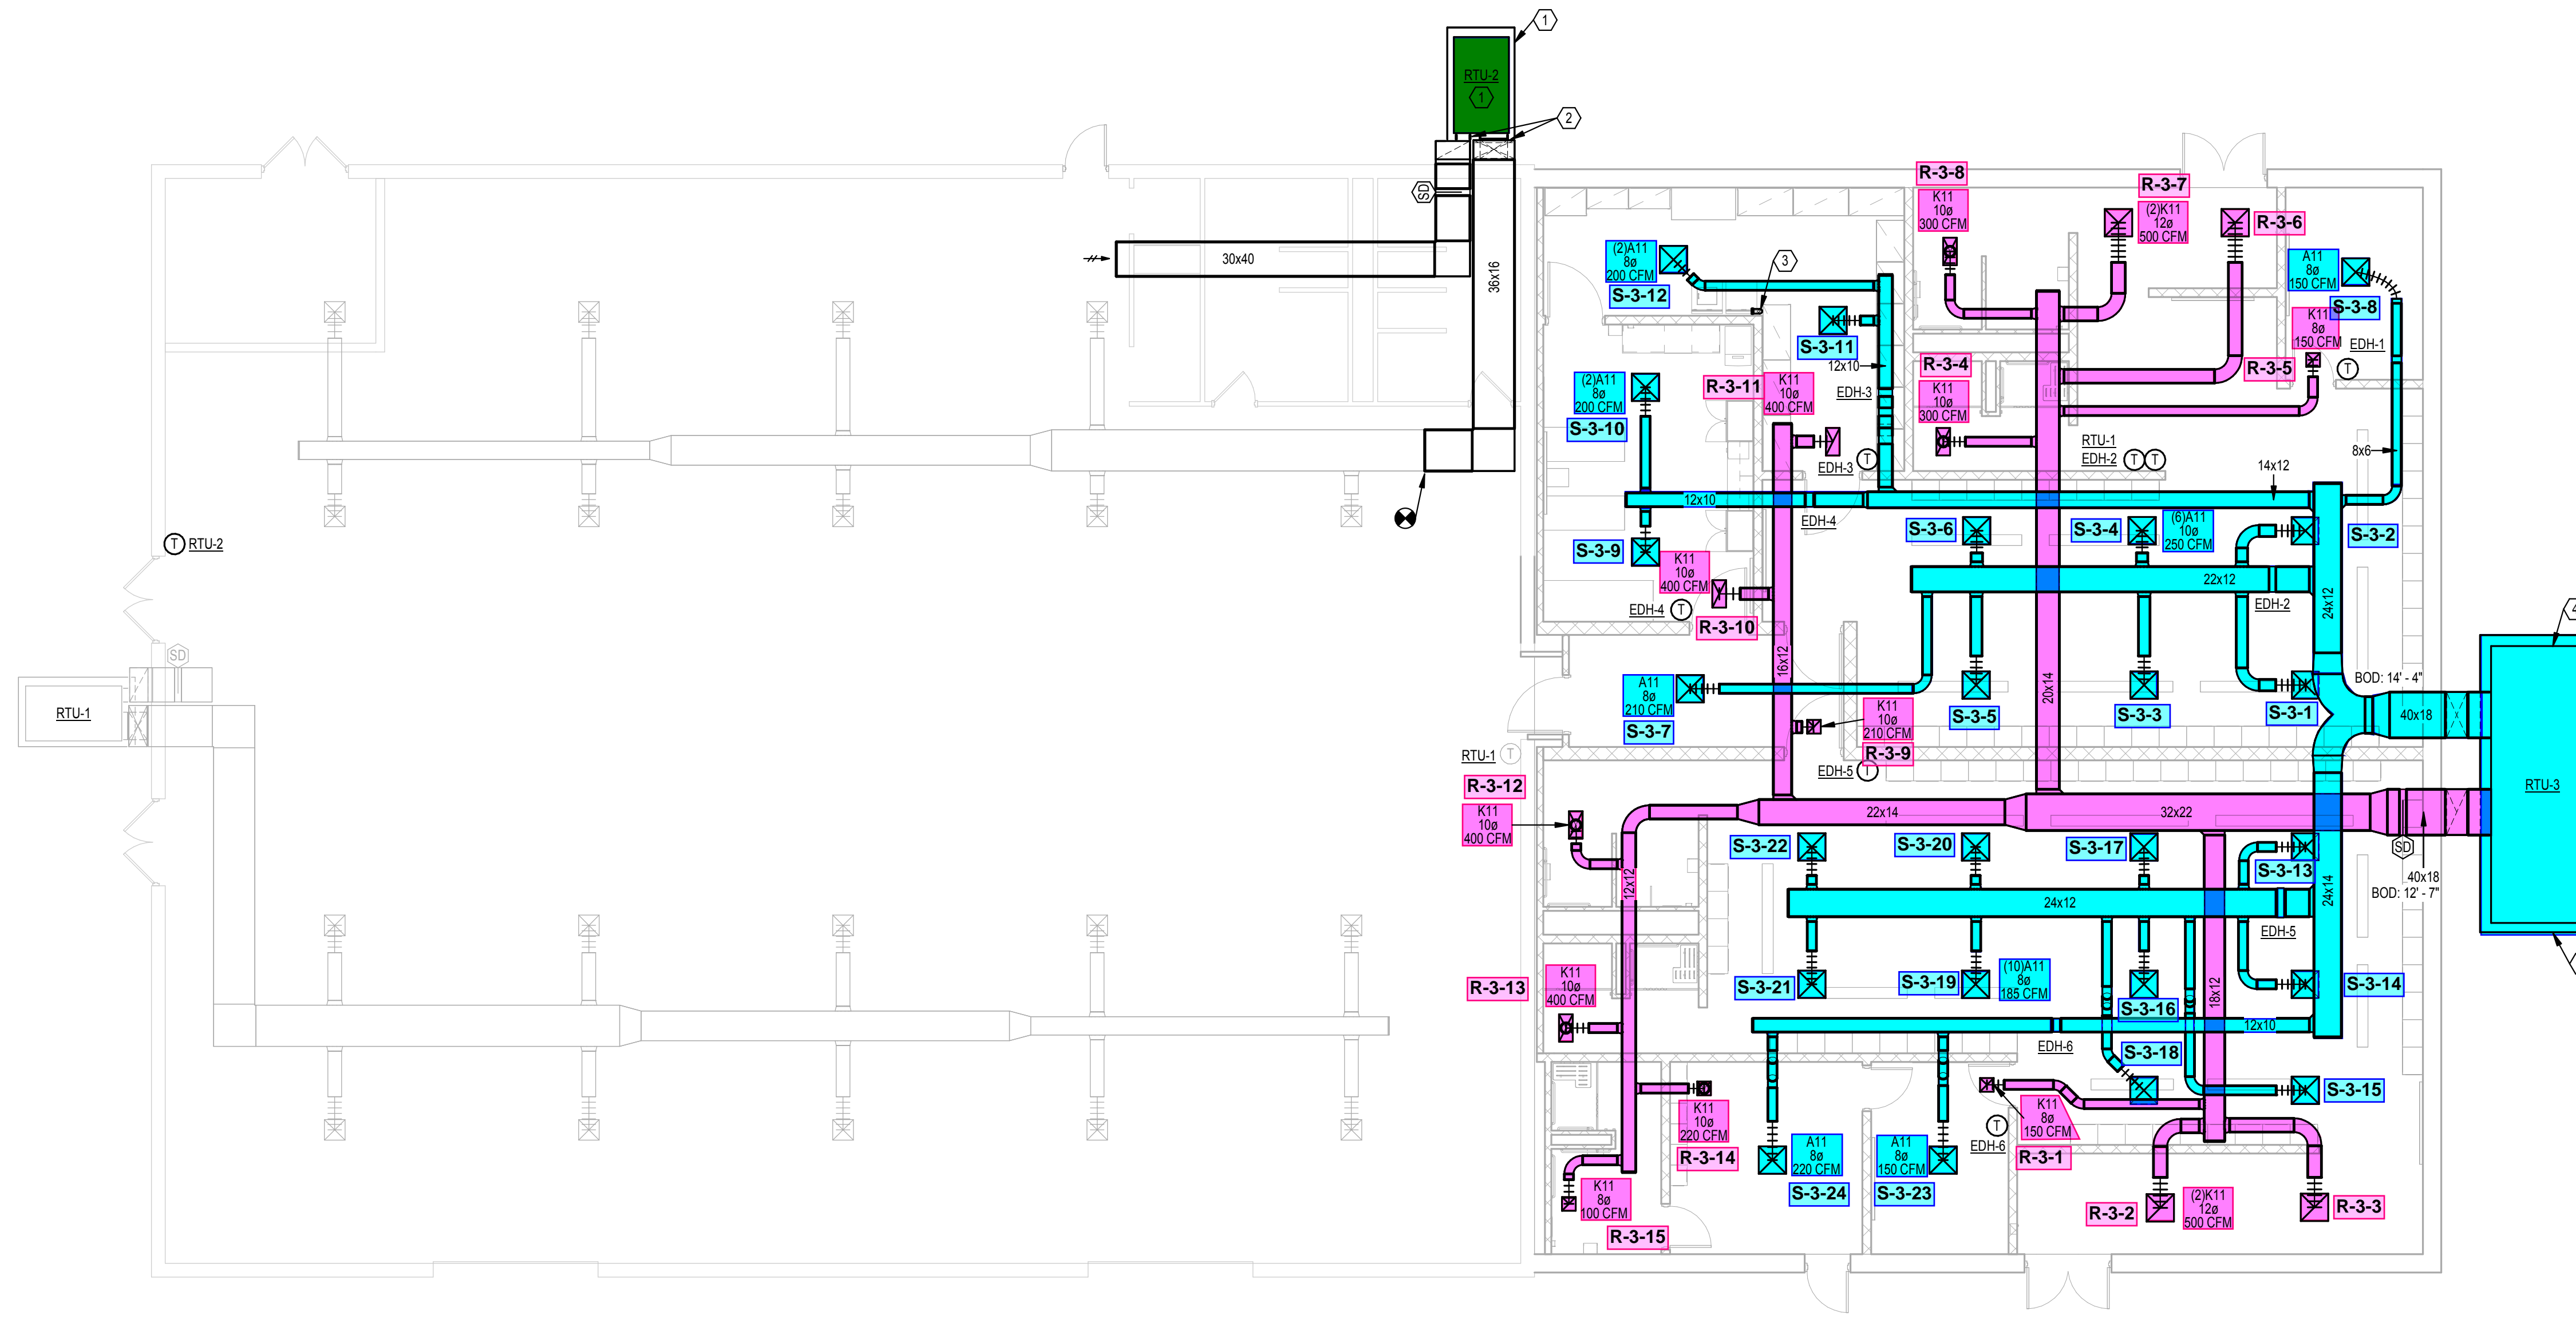 1
RTU-2
1
2
SD
30x40
36x16
R-3-8
K11
10ø
300 CFM
R-3-7
(2)K11
12ø
500 CFM
R-3-6
(2)A11
8ø
200 CFM
S-3-12
3
A11
8ø
150 CFM
S-3-8
K11
8ø
150 CFM
EDH-1
T
R-3-5
S-3-11
12x10
EDH-3
R-3-4
K11
10ø
300 CFM
(2)A11
8ø
200 CFM
S-3-10
R-3-11
K11
10ø
400 CFM
EDH-3
T
RTU-1
EDH-2
T
T
14x12
8x6
12x10
EDH-4
S-3-6
S-3-4
(6)A11
10ø
250 CFM
S-3-2
T
RTU-2
S-3-9
K11
10ø
400 CFM
22x12
EDH-2
24x12
EDH-4
T
R-3-10
4
16x12
20x14
SD
RTU-1
A11
8ø
210 CFM
S-3-7
K11
10ø
210 CFM
R-3-9
S-3-5
S-3-3
S-3-1
BOD: 14' - 4"
40x18
RTU-1
T
EDH-5
T
RTU-3
R-3-12
K11
10ø
400 CFM
22x14
32x22
S-3-22
S-3-20
S-3-17
S-3-13
SD
40x18
BOD: 12' - 7"
12x12
24x12
24x14
EDH-5
R-3-13
K11
10ø
400 CFM
S-3-21
S-3-19
(10)A11
8ø
185 CFM
S-3-16
18x12
S-3-14
12x10
EDH-6
S-3-18
S-3-15
K11
10ø
220 CFM
R-3-14
T
EDH-6
K11
8ø
150 CFM
R-3-1
A11
8ø
220 CFM
S-3-24
A11
8ø
150 CFM
S-3-23
K11
8ø
100 CFM
R-3-15
R-3-2
(2)K11
12ø
500 CFM
R-3-3